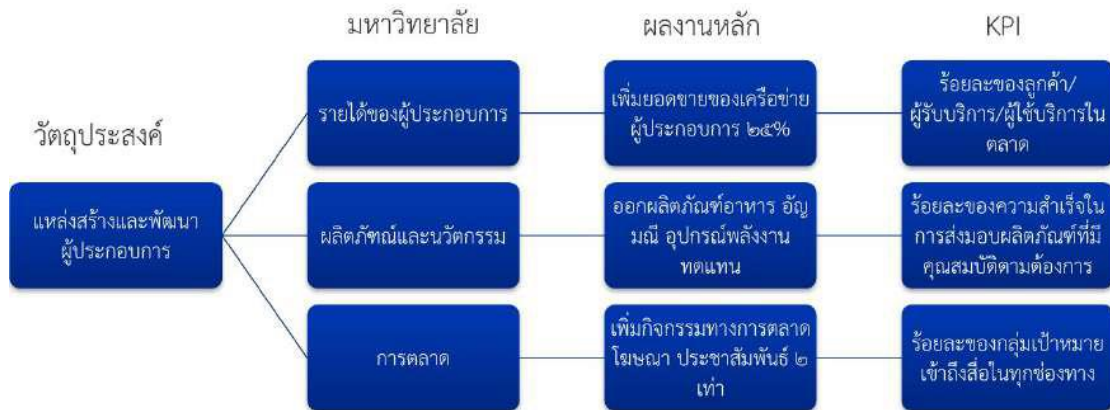 มหาวิทยาลัย
ผลงานหลัก
KPI
วัตถุประสงค์
แหล่งสร้างและพัฒนา
ผู้ประกอบการ
รายได้ของผู้ประกอบการ
เพิ่มยอดขายของเครือข่าย
ผู้ประกอบการ ๒๕%
ร้อยละของลูกค้า/
ผู้รับบริการ/ผู้ใช้บริการใน
ตลาด
ผลิตภัฑณ์และนวัตกรรม
ออกผลิตภัณฑ์อาหาร อัญ
มณี อุปกรณ์พลังงาน
ทดแทน
ร้อยละของความสำเร็จใน
การส่งมอบผลิตภัณฑ์ที่มี
คุณสมบัติตามต้องการ
การตลาด
เพิ่มกิจกรรมทางการตลาด
โฆษณา ประชาสัมพันธ์ ๒
เท่า
ร้อยละของกลุ่มเป้าหมาย
เข้าถึงสื่อในทุกช่องทาง